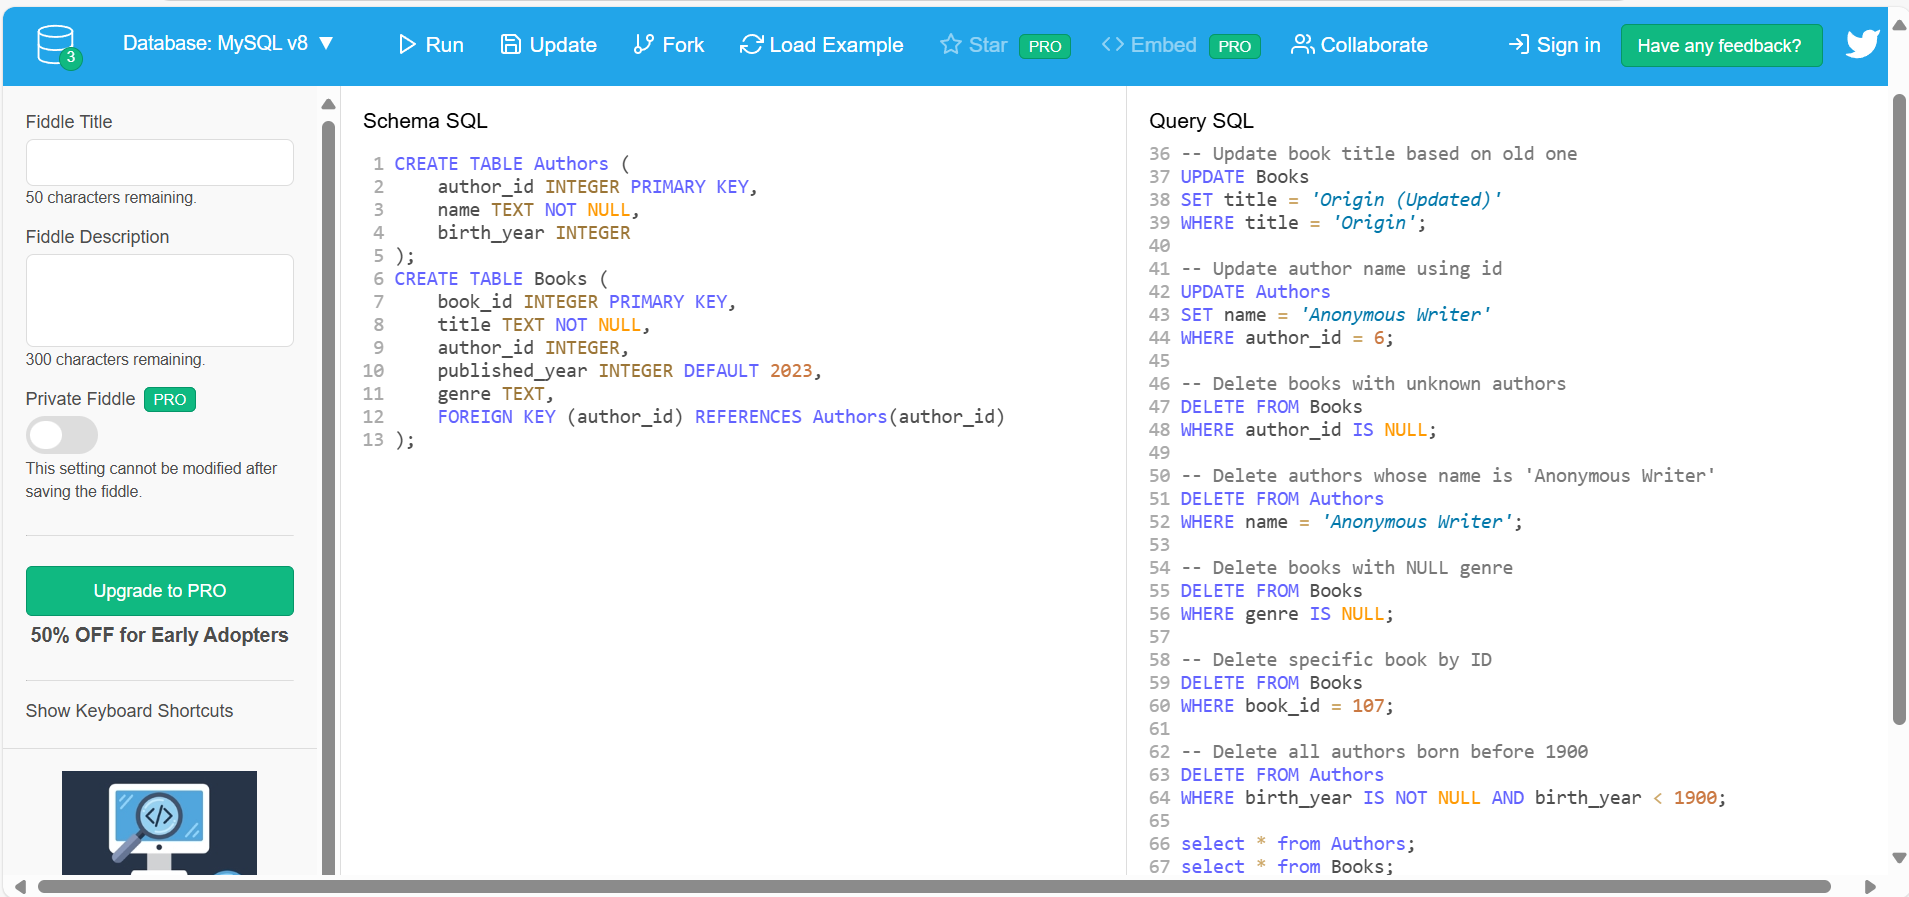 3
Database: MySQL v8 ▼
Run
Update
Fork
Load Example
Star PRO
Embed PRO
Collaborate
Sign in
Have any feedback?
Fiddle Title
50 characters remaining.
Fiddle Description
300 characters remaining.
Private Fiddle PRO
This setting cannot be modified after
saving the fiddle.
Upgrade to PRO
50% OFF for Early Adopters
Show Keyboard Shortcuts
</>
Schema SQL
1 CREATE TABLE Authors (
2     author_id INTEGER PRIMARY KEY,
3     name TEXT NOT NULL,
4     birth_year INTEGER
5 );
6 CREATE TABLE Books (
7     book_id INTEGER PRIMARY KEY,
8     title TEXT NOT NULL,
9     author_id INTEGER,
10     published_year INTEGER DEFAULT 2023,
11     genre TEXT,
12     FOREIGN KEY (author_id) REFERENCES Authors(author_id)
13 );
Query SQL
36 -- Update book title based on old one
37 UPDATE Books
38 SET title = 'Origin (Updated)'
39 WHERE title = 'Origin';
40
41 -- Update author name using id
42 UPDATE Authors
43 SET name = 'Anonymous Writer'
44 WHERE author_id = 6;
45
46 -- Delete books with unknown authors
47 DELETE FROM Books
48 WHERE author_id IS NULL;
49
50 -- Delete authors whose name is 'Anonymous Writer'
51 DELETE FROM Authors
52 WHERE name = 'Anonymous Writer';
53
54 -- Delete books with NULL genre
55 DELETE FROM Books
56 WHERE genre IS NULL;
57
58 -- Delete specific book by ID
59 DELETE FROM Books
60 WHERE book_id = 107;
61
62 -- Delete all authors born before 1900
63 DELETE FROM Authors
64 WHERE birth_year IS NOT NULL AND birth_year < 1900;
65
66 select * from Authors;
67 select * from Books;